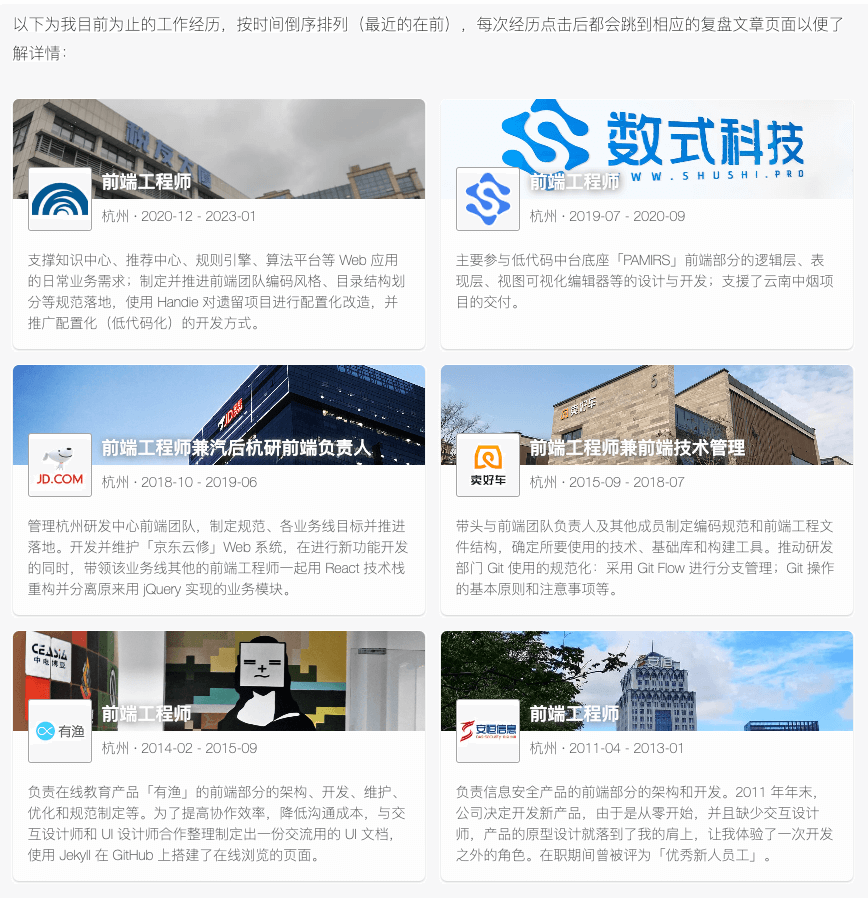 以下为我目前为止的工作经历，按时间倒序排列（最近的在前），每次经历点击后都会跳到相应的复盘文章页面以便了
解详情：
前端工程师
杭州 · 2020-12 - 2023-01
支撑知识中心、推荐中心、规则引擎、算法平台等 Web 应用
的日常业务需求；制定并推进前端团队编码风格、目录结构划
分等规范落地，使用 Handie 对遗留项目进行配置化改造，并
推广配置化（低代码化）的开发方式。
数式科技
WW.SHUSHI.PRO
前端工程师
杭州 · 2019-07 - 2020-09
主要参与低代码中台底座「PAMIRS」前端部分的逻辑层、表
现层、视图可视化编辑器等的设计与开发；支援了云南中烟项
目的交付。
JD
前端工程师兼汽后杭研前端负责人
JD.COM
杭州 · 2018-10 - 2019-06
管理杭州研发中心前端团队，制定规范、各业务线目标并推进
落地。开发并维护「京东云修」Web 系统，在进行新功能开发
的同时，带领该业务线其他的前端工程师一起用 React 技术栈
重构并分离原来用 jQuery 实现的业务模块。
卖好车
前端工程师兼前端技术管理
卖好车
杭州 · 2015-09 - 2018-07
带头与前端团队负责人及其他成员制定编码规范和前端工程文
件结构，确定所要使用的技术、基础库和构建工具。推动研发
部门 Git 使用的规范化：采用 Git Flow 进行分支管理；Git 操作
的基本原则和注意事项等。
CEASIA
前端工程师
有渔
杭州 · 2014-02 - 2015-09
负责在线教育产品「有渔」的前端部分的架构、开发、维护、
优化和规范制定等。为了提高协作效率，降低沟通成本，与交
互设计师和 UI 设计师合作整理制定出一份交流用的 UI 文档，
使用 Jekyll 在 GitHub 上搭建了在线浏览的页面。
安恒
前端工程师
安恒信息
杭州 · 2011-04 - 2013-01
负责信息安全产品的前端部分的架构和开发。2011 年年末，
公司决定开发新产品，由于是从零开始，并且缺少交互设计
师，产品的原型设计就落到了我的肩上，让我体验了一次开发
之外的角色。在职期间曾被评为「优秀新人员工」。